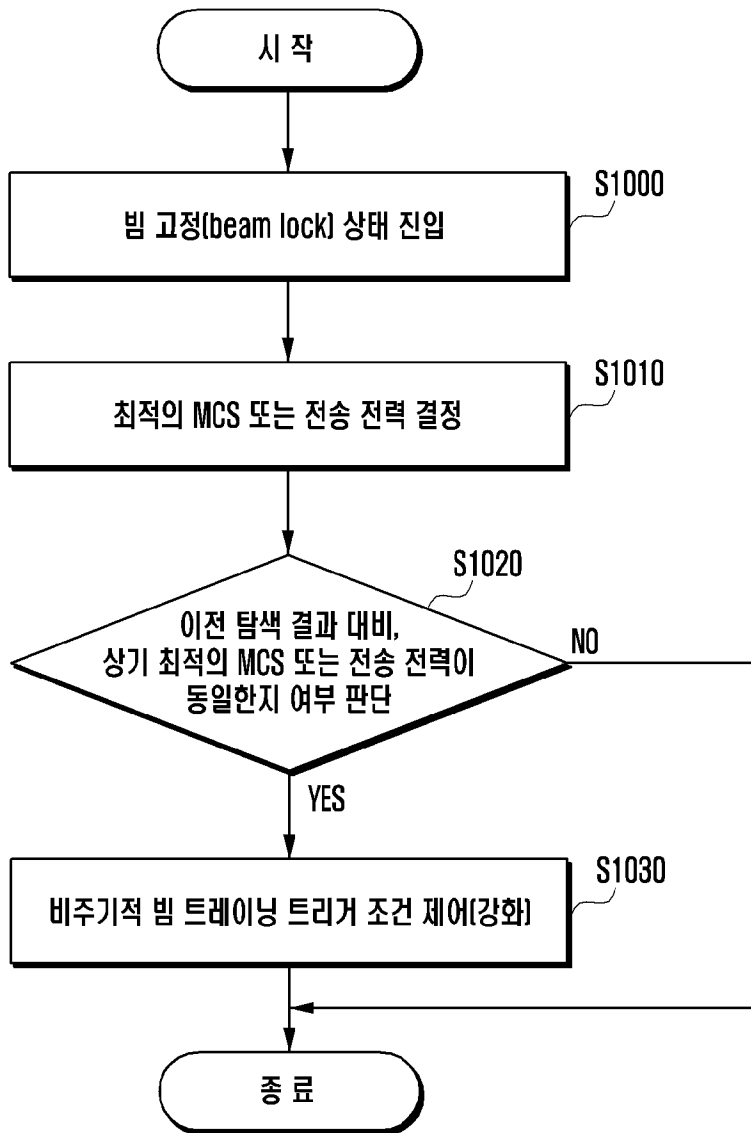 시 작
S1000
빔 고정(beam lock) 상태 진입
S1010
최적의 MCS 또는 전송 전력 결정
S1020
이전 탐색 결과 대비,
상기 최적의 MCS 또는 전송 전력이
동일한지 여부 판단
NO
YES
S1030
비주기적 빔 트레이닝 트리거 조건 제어(강화)
종 료